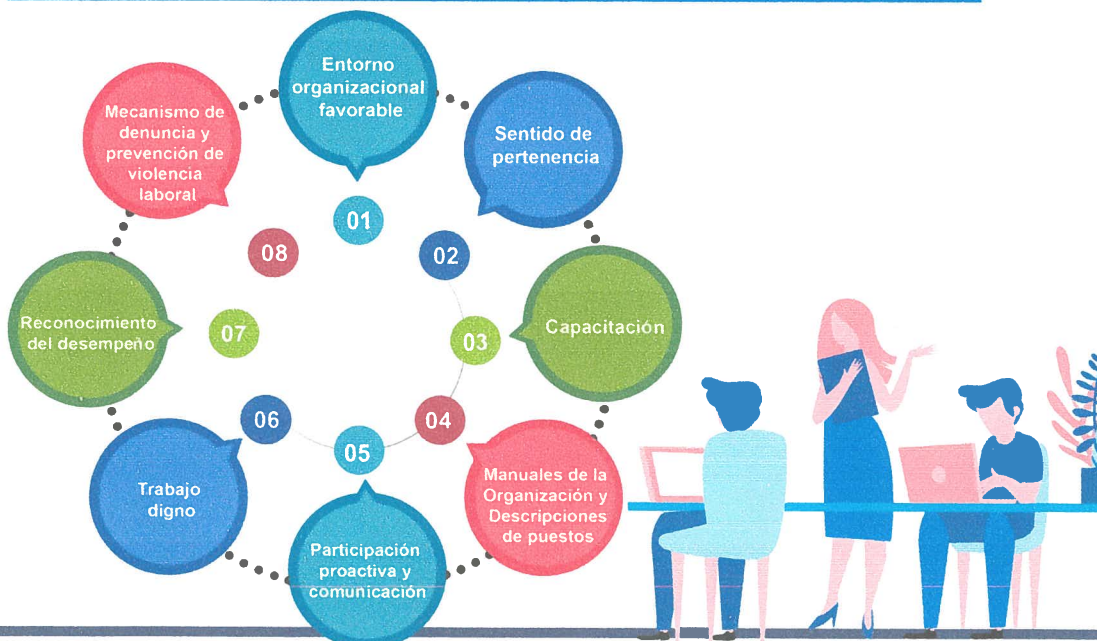 01
Entorno
organizacional
favorable
02
Sentido de
pertenencia
03
Capacitación
04
Manuales de la
Organización y
Descripciones
de puestos
05
Participación
proactiva y
comunicación
06
Trabajo
digno
07
Reconocimiento
del desempeño
08
Mecanismo de
denuncia y
prevención de
violencia
laboral